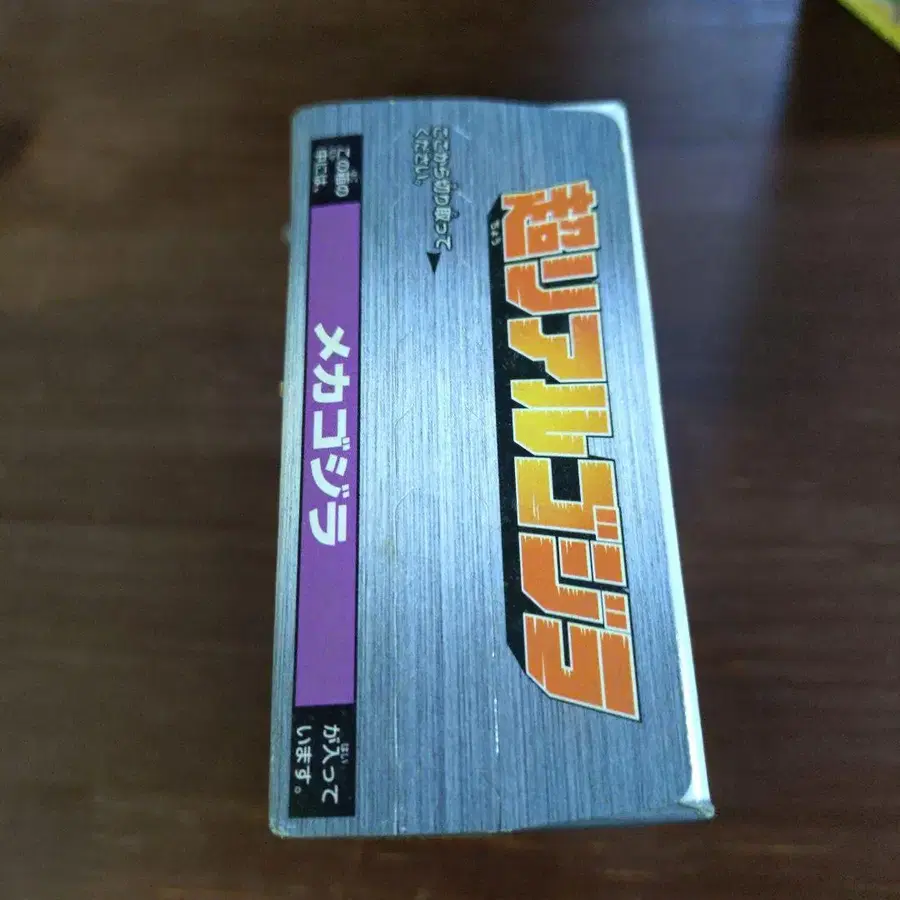 超リアルゴジラ
ちょう
ここから切り取って
ください。
この箱の
中には、
メカゴジラ
が入って
います。